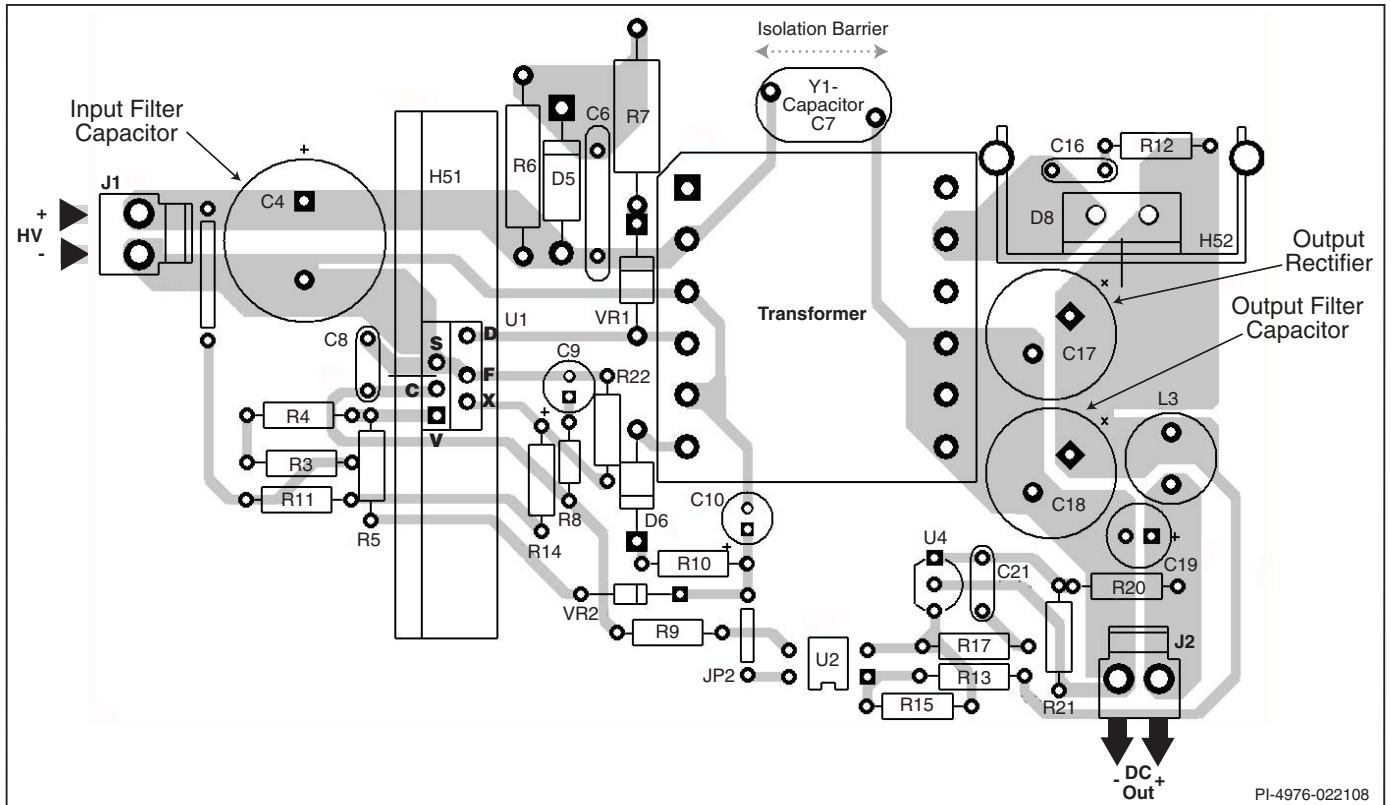 Isolation Barrier
Y1-
Capacitor
C7
Input Filter
Capacitor
+
C6
R7
R6
D5
C16
R12
J1
H51
C4
+
HV
-
D8
H52
Output
Rectifier
Transformer
VR1
Output Filter
Capacitor
U1
D
C8
S
F
C
X
V
C9
R22
C17
L3
+
R4
R3
R11
R5
R14
R8
D6
C10
+
C18
C19
+
R10
U4
C21
R20
VR2
R9
JP2
U2
R17
R13
R15
R21
J2
- DC +
Out
PI-4976-022108